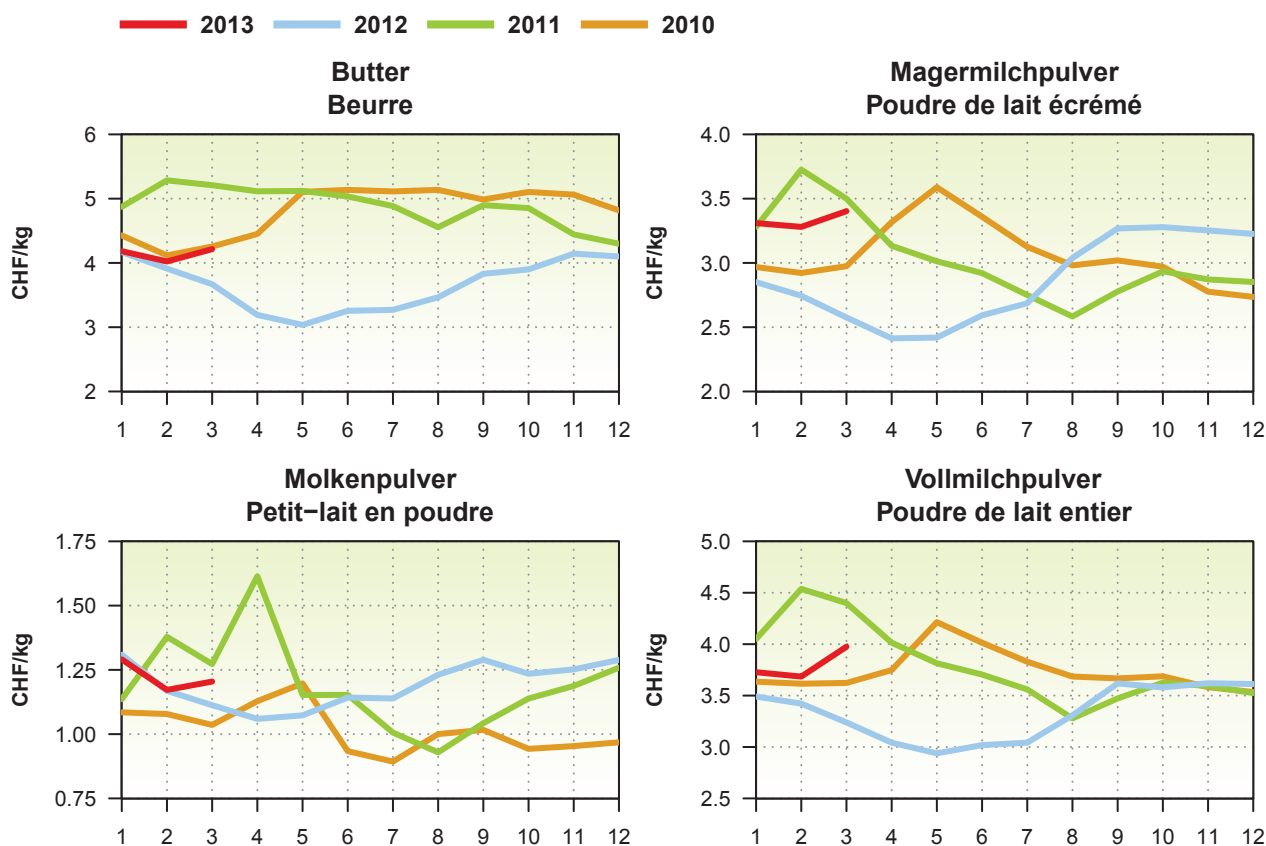 2013 2012 2011 2010
Butter
Beurre
CHF/kg
6
5
4
3
2
1 2 3 4 5 6 7 8 9 10 11 12
Magermilchpulver
Poudre de lait écrémé
CHF/kg
4.0
3.5
3.0
2.5
2.0
1 2 3 4 5 6 7 8 9 10 11 12
Molkenpulver
Petit−lait en poudre
CHF/kg
1.75
1.50
1.25
1.00
0.75
1 2 3 4 5 6 7 8 9 10 11 12
Vollmilchpulver
Poudre de lait entier
CHF/kg
5.0
4.5
4.0
3.5
3.0
2.5
1 2 3 4 5 6 7 8 9 10 11 12